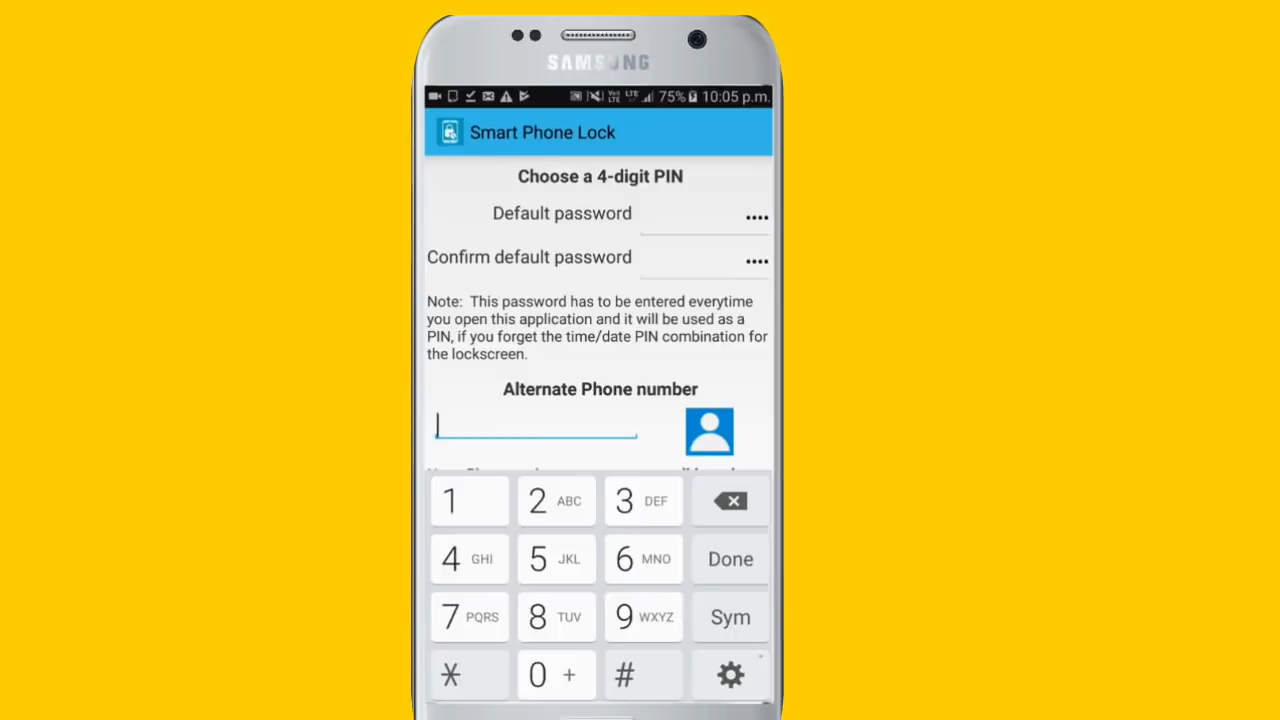 SAMSUNG
75% 10:05 p.m.
Smart Phone Lock
Choose a 4-digit PIN
Default password ••••
Confirm default password ••••
Note: This password has to be entered everytime
you open this application and it will be used as a
PIN, if you forget the time/date PIN combination for
the lockscreen.
Alternate Phone number
1 2 ABC 3 DEF
4 GHI 5 JKL 6 MNO Done
7 PQRS 8 TUV 9 WXYZ Sym
* 0 + #